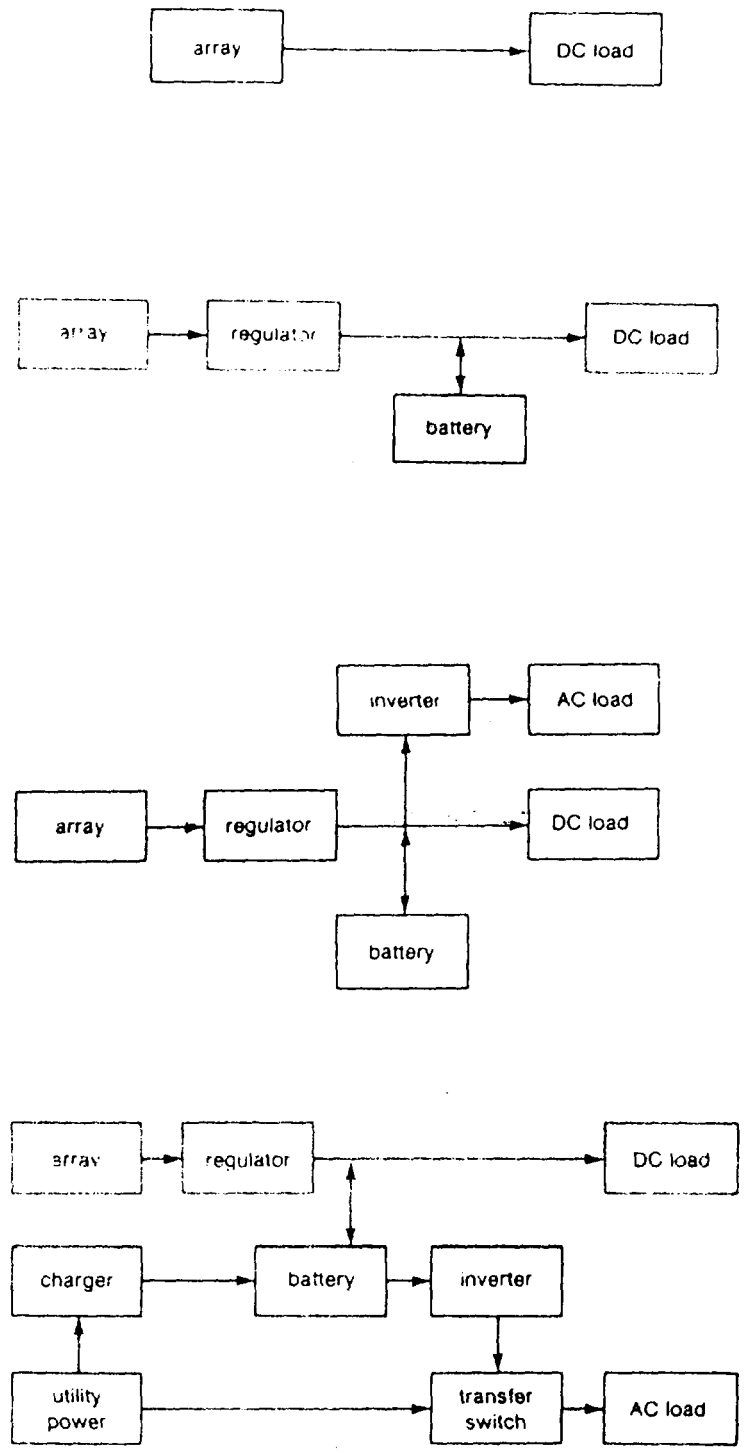 array
DC load
array
regulator
DC load
battery
inverter
AC load
array
regulator
DC load
battery
array
regulator
DC load
charger
battery
inverter
utility
power
transfer
switch
AC load